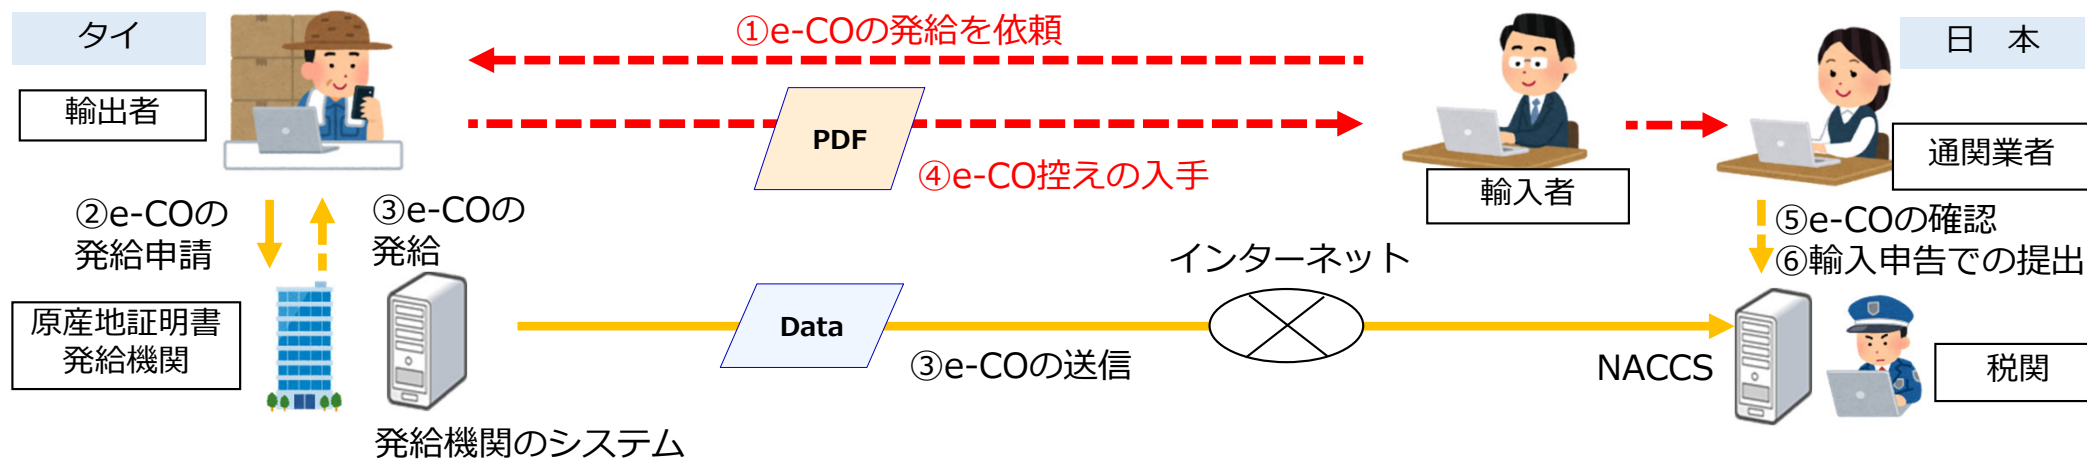 タイ
①e-COの発給を依頼
日　本
輸出者
PDF
④e-CO控えの入手
輸入者
通関業者
②e-COの
発給申請
③e-COの
発給
インターネット
⑤e-COの確認
⑥輸入申告での提出
原産地証明書
発給機関
Data
③e-COの送信
NACCS
税関
発給機関のシステム